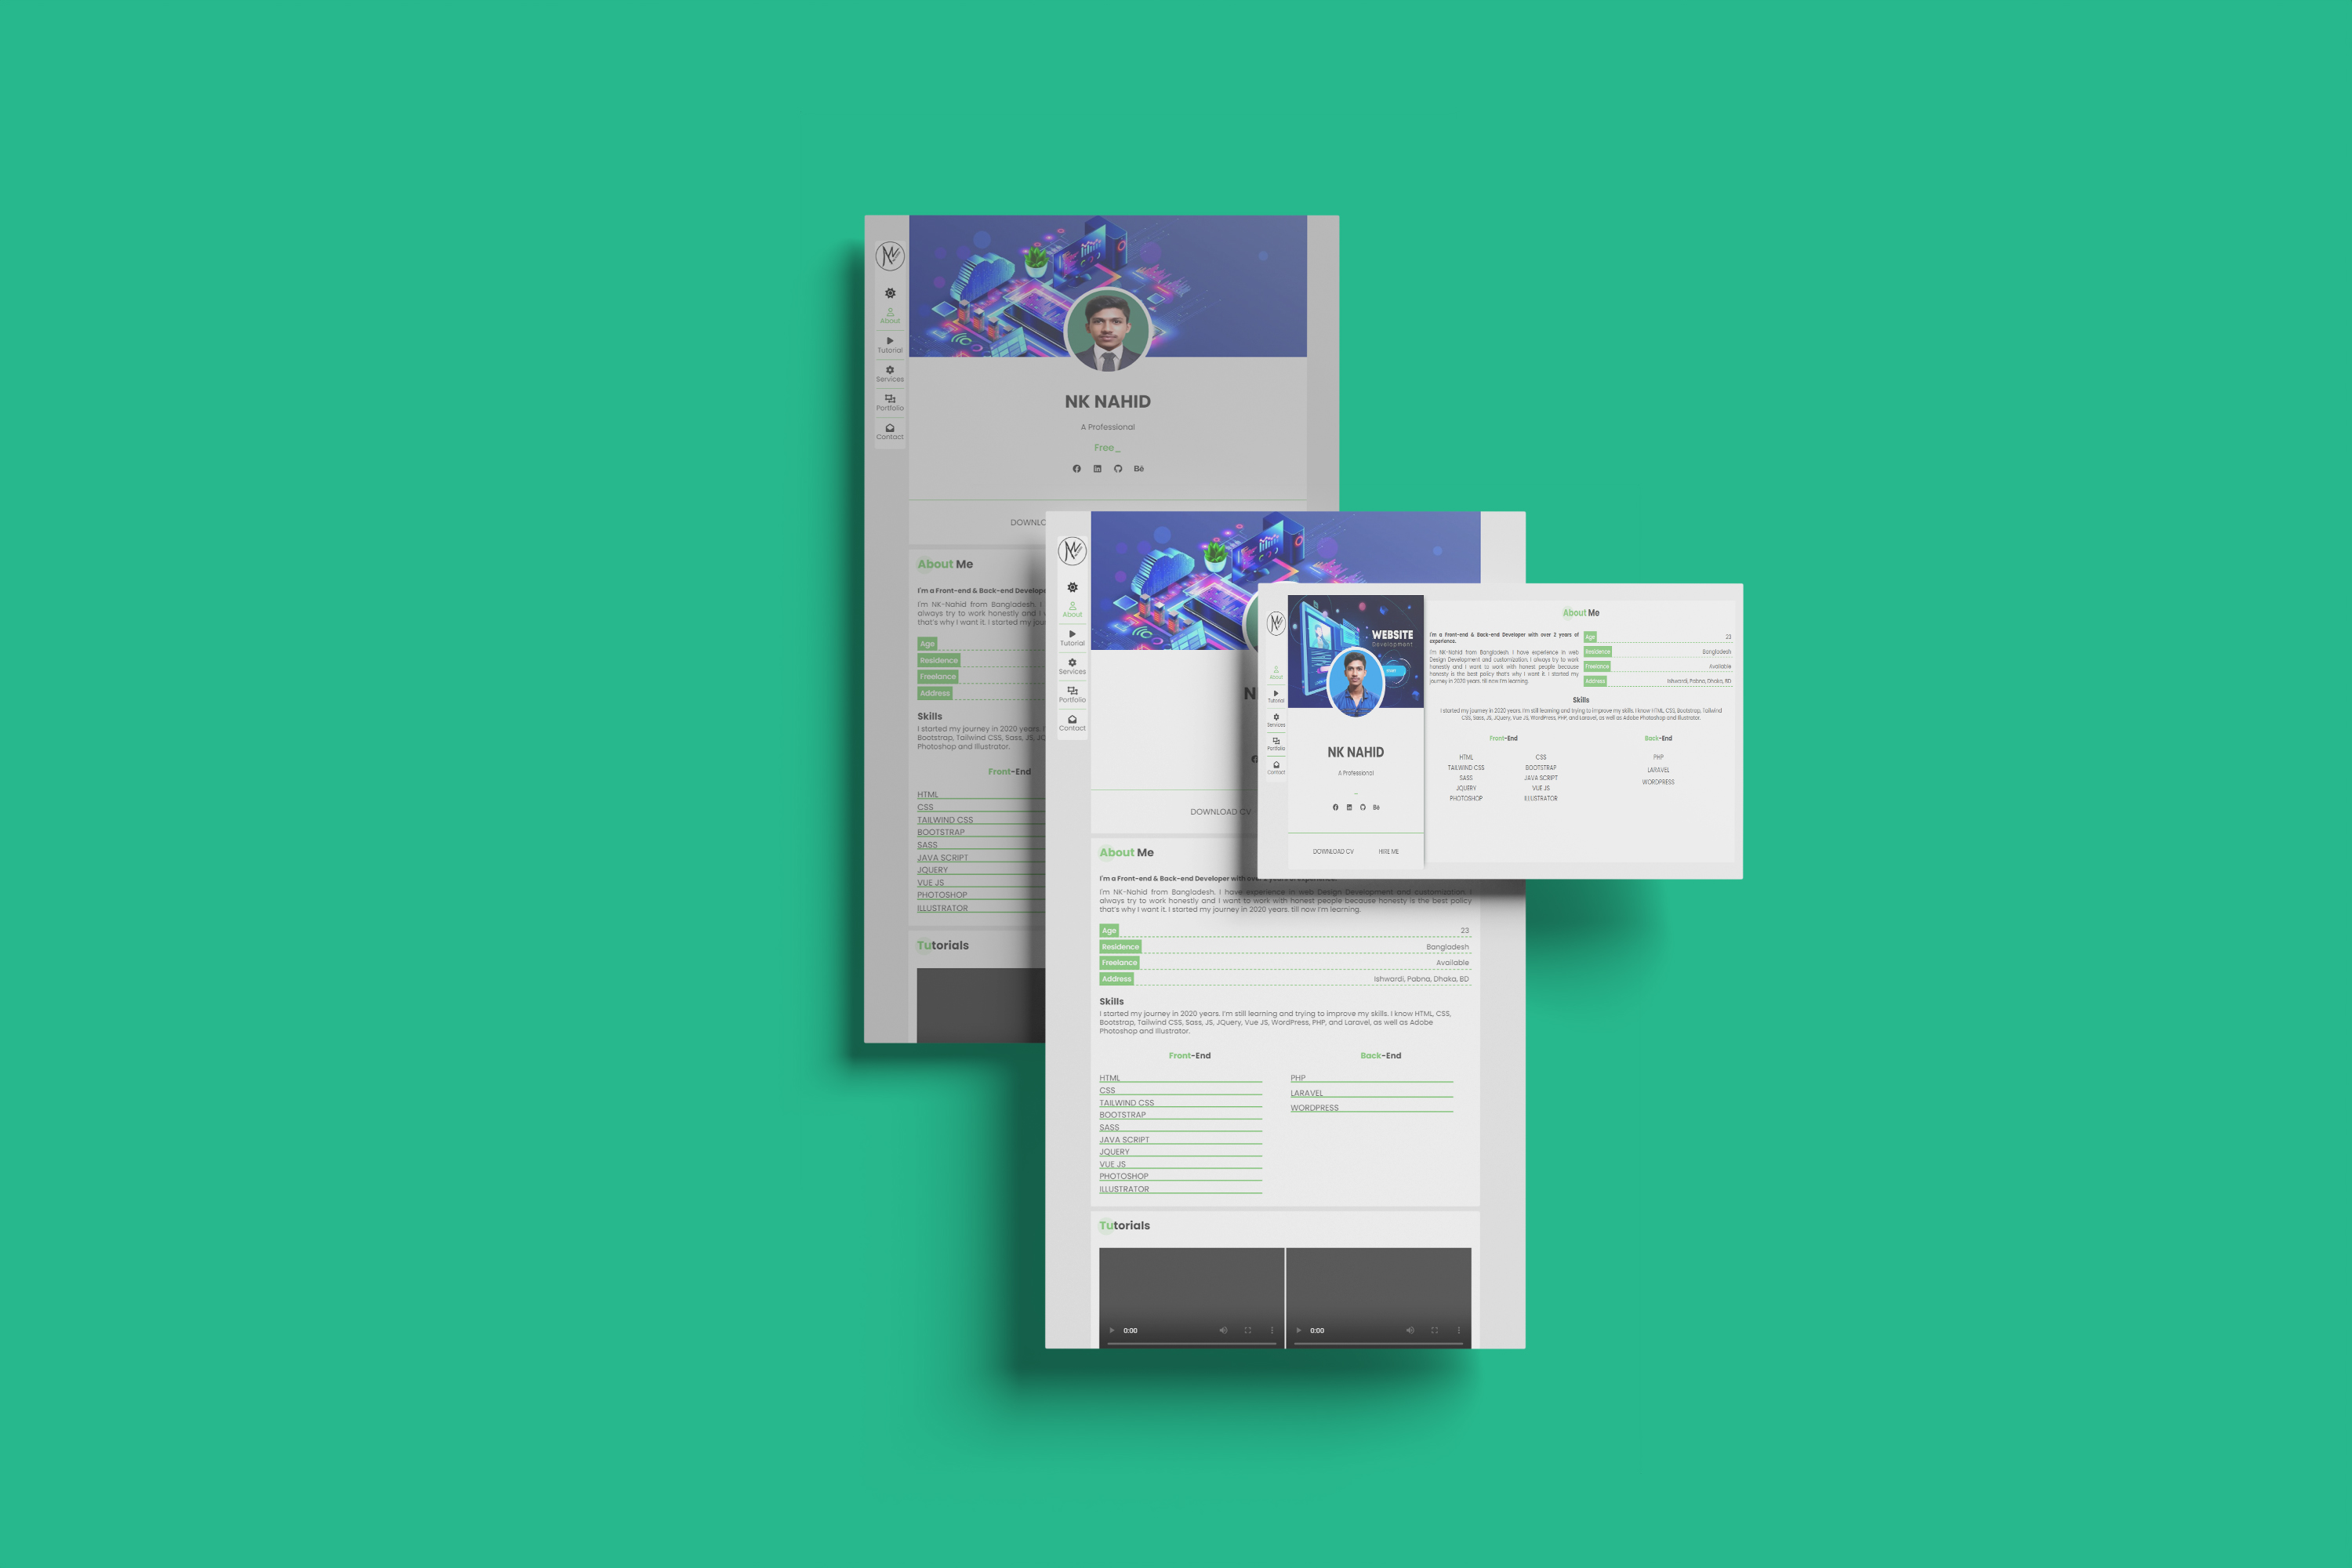 About
Tutorial
Services
Portfolio
Contact
NK NAHID
A Professional
Free_
Bē
About Me
I'm a Front-end & Back-end
I'm NK-Nahid from Bangladesh. I
always try to work honestly and I
that's why I want it. I started my
Age
Residence
Freelance
Address
Skills
I started my journey in 2020 years.
Bootstrap, Tailwind CSS, Sass, JS,
Photoshop and Illustrator.
Front-End
HTML
CSS
TAILWIND CSS
BOOTSTRAP
SASS
JAVA SCRIPT
JQUERY
VUE JS
PHOTOSHOP
ILLUSTRATOR
Tutorials
About
Tutorial
Services
Portfolio
Contact
DOWNLOAD CV
About Me
I'm a Front-end & Back-end Developer with over 2 years of experience.
I'm NK-Nahid from Bangladesh. I have experience in web Design Development and customization. I
always try to work honestly and I want to work with honest people because honesty is the best policy
that's why I want it. I started my journey in 2020 years. till now I'm learning.
Age 23
Residence Bangladesh
Freelance Available
Address Ishwardi, Pabna, Dhaka, BD
Skills
I started my journey in 2020 years. I'm still learning and trying to improve my skills. I know HTML, CSS,
Bootstrap, Tailwind CSS, Sass, JS, JQuery, Vue JS, WordPress, PHP, and Laravel, as well as Adobe
Photoshop and Illustrator.
Front-End Back-End
HTML PHP
CSS LARAVEL
TAILWIND CSS WORDPRESS
BOOTSTRAP
SASS
JAVA SCRIPT
JQUERY
VUE JS
PHOTOSHOP
ILLUSTRATOR
Tutorials
0:00 0:00
About
Tutorial
Services
Portfolio
Contact
WEBSITE
Development
NK NAHID
A Professional
_
Bē
DOWNLOAD CV HIRE ME
About Me
I'm a Front-end & Back-end Developer with over 2 years of
experience.
I'm NK-Nahid from Bangladesh. I have experience in web
Design Development and customization. I always try to work
honestly and I want to work with honest people because
honesty is the best policy that's why I want it. I started my
journey in 2020 years. till now I'm learning.
Age 23
Residence Bangladesh
Freelance Available
Address Ishwardi, Pabna, Dhaka, BD
Skills
I started my journey in 2020 years. I'm still learning and trying to improve my skills. I know HTML, CSS, Bootstrap, Tailwind
CSS, Sass, JS, JQuery, Vue JS, WordPress, PHP, and Laravel, as well as Adobe Photoshop and Illustrator.
Front-End Back-End
HTML CSS PHP
TAILWIND CSS BOOTSTRAP LARAVEL
SASS JAVA SCRIPT WORDPRESS
JQUERY VUE JS
PHOTOSHOP ILLUSTRATOR